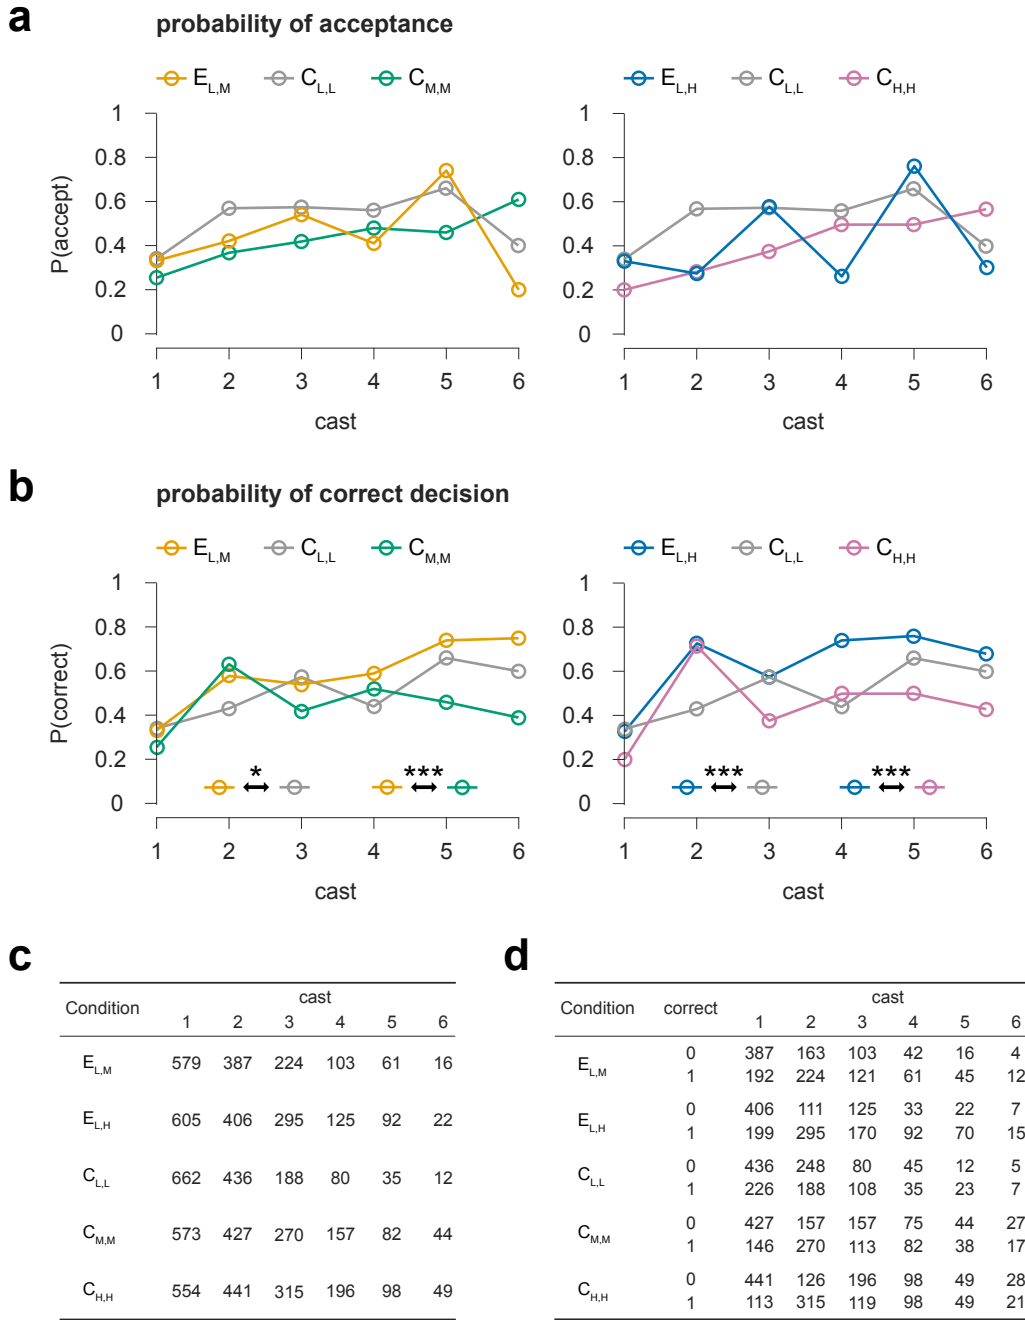 a
probability of acceptance
E L,M C L,L C M,M
E L,H C L,L C H,H
P(accept)
1
0.8
0.6
0.4
0.2
0
1 2 3 4 5 6
cast
1
0.8
0.6
0.4
0.2
0
1 2 3 4 5 6
cast
b
probability of correct decision
E L,M C L,L C M,M
E L,H C L,L C H,H
P(correct)
1
0.8
0.6
0.4
0.2
0
* ***
1 2 3 4 5 6
cast
1
0.8
0.6
0.4
0.2
0
*** ***
1 2 3 4 5 6
cast
c
Condition cast
1 2 3 4 5 6
E L,M 579 387 224 103 61 16
E L,H 605 406 295 125 92 22
C L,L 662 436 188 80 35 12
C M,M 573 427 270 157 82 44
C H,H 554 441 315 196 98 49
d
Condition correct cast
1 2 3 4 5 6
E L,M
0 387 163 103 42 16 4
1 192 224 121 61 45 12
E L,H
0 406 111 125 33 22 7
1 199 295 170 92 70 15
C L,L
0 436 248 80 45 12 5
1 226 188 108 35 23 7
C M,M
0 427 157 157 75 44 27
1 146 270 113 82 38 17
C H,H
0 441 126 196 98 49 28
1 113 315 119 98 49 21